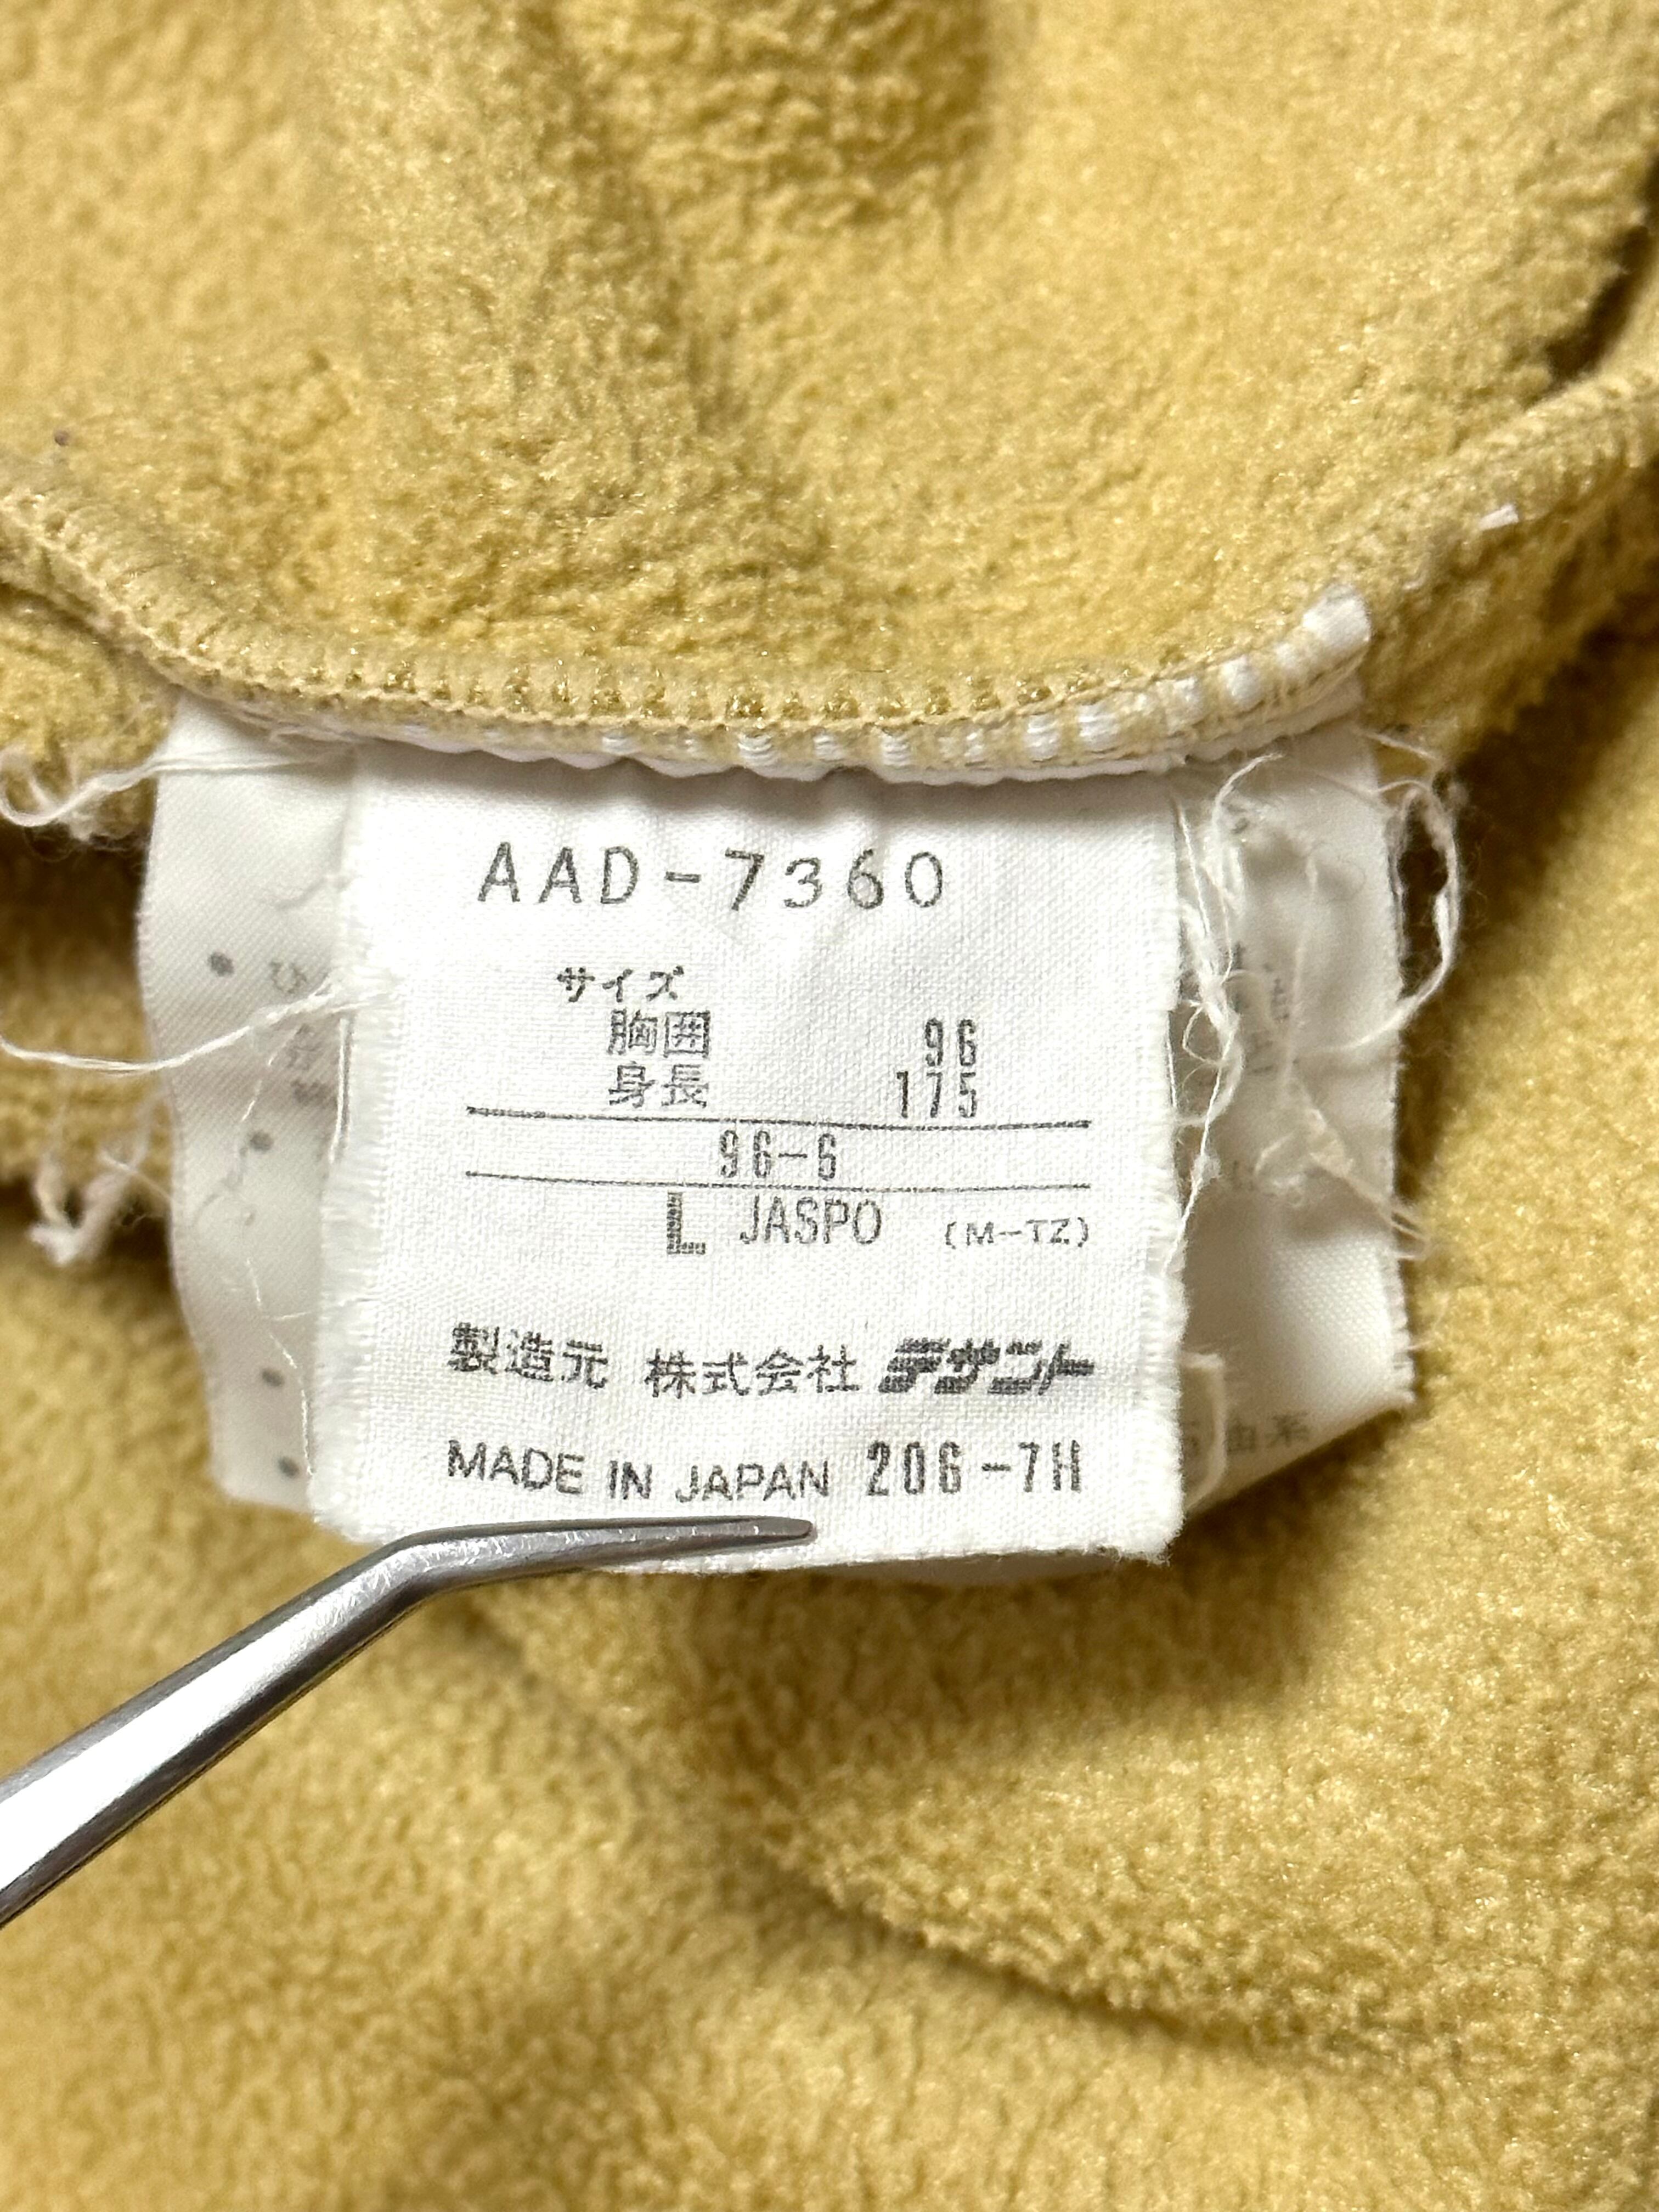 AAD-7360
サイズ
胸囲 96
身長 175
96-6
L JASPO (M-TZ)
製造元 株式会社 デサント
MADE IN JAPAN 206-7H